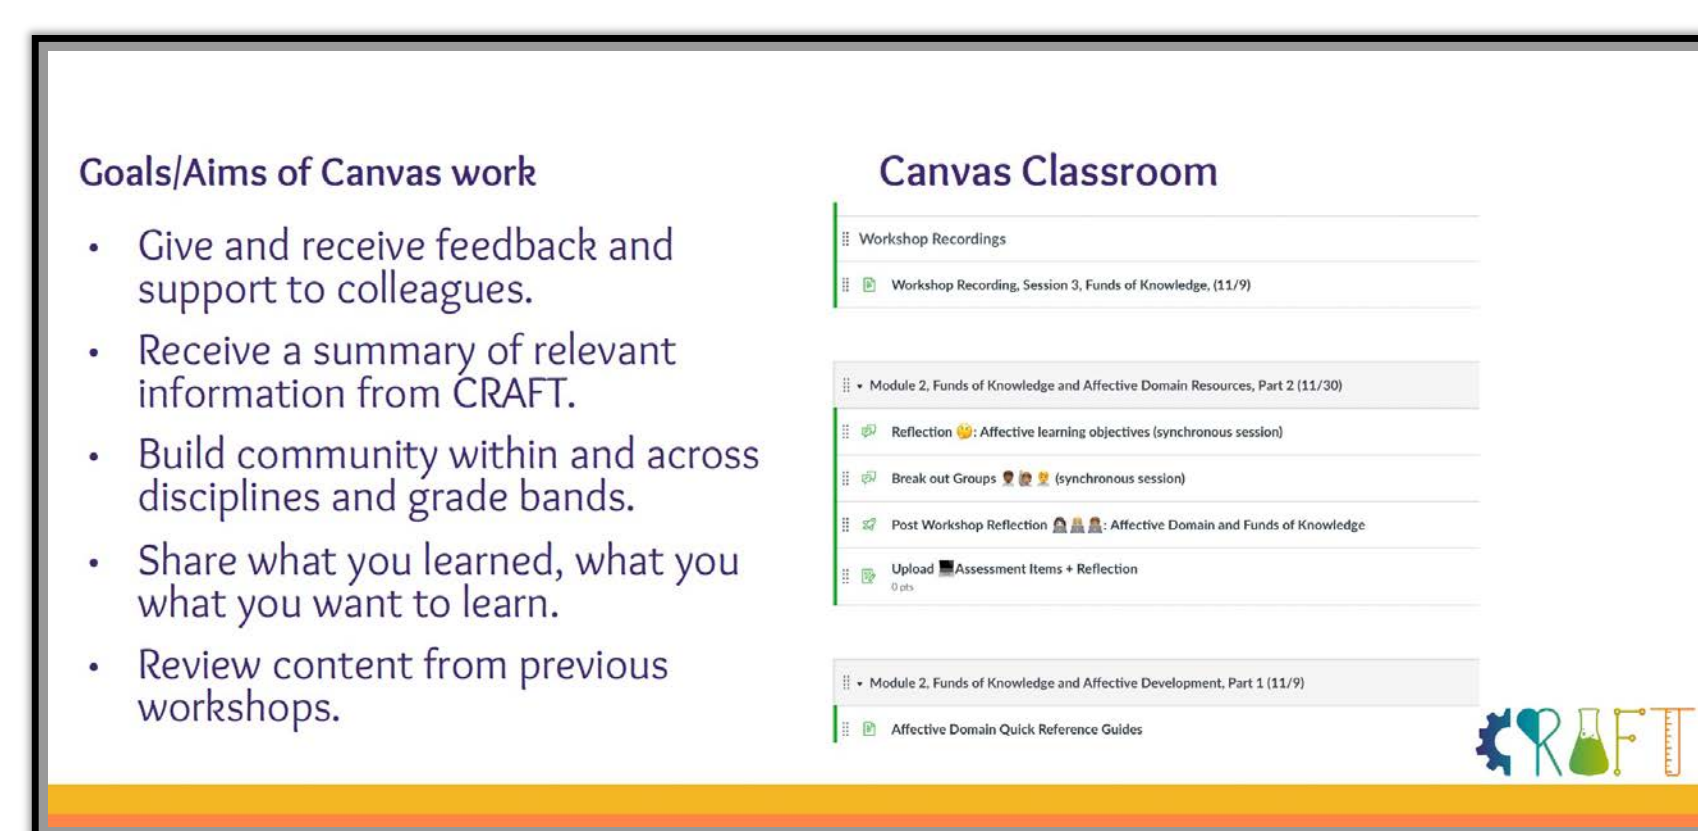 Goals/Aims of Canvas work
• Give and receive feedback and
support to colleagues.
• Receive a summary of relevant
information from CRAFT.
• Build community within and across
disciplines and grade bands.
• Share what you learned, what you
what you want to learn.
• Review content from previous
workshops.
Canvas Classroom
Workshop Recordings
Workshop Recording, Session 3, Funds of Knowledge, (11/9)
Module 2, Funds of Knowledge and Affective Domain Resources, Part 2 (11/30)
Reflection 🤔: Affective learning objectives (synchronous session)
Break out Groups (synchronous session)
Post Workshop Reflection : Affective Domain and Funds of Knowledge
Upload 💻Assessment Items + Reflection
0 pts
Module 2, Funds of Knowledge and Affective Development, Part 1 (11/9)
Affective Domain Quick Reference Guides
CRAFT